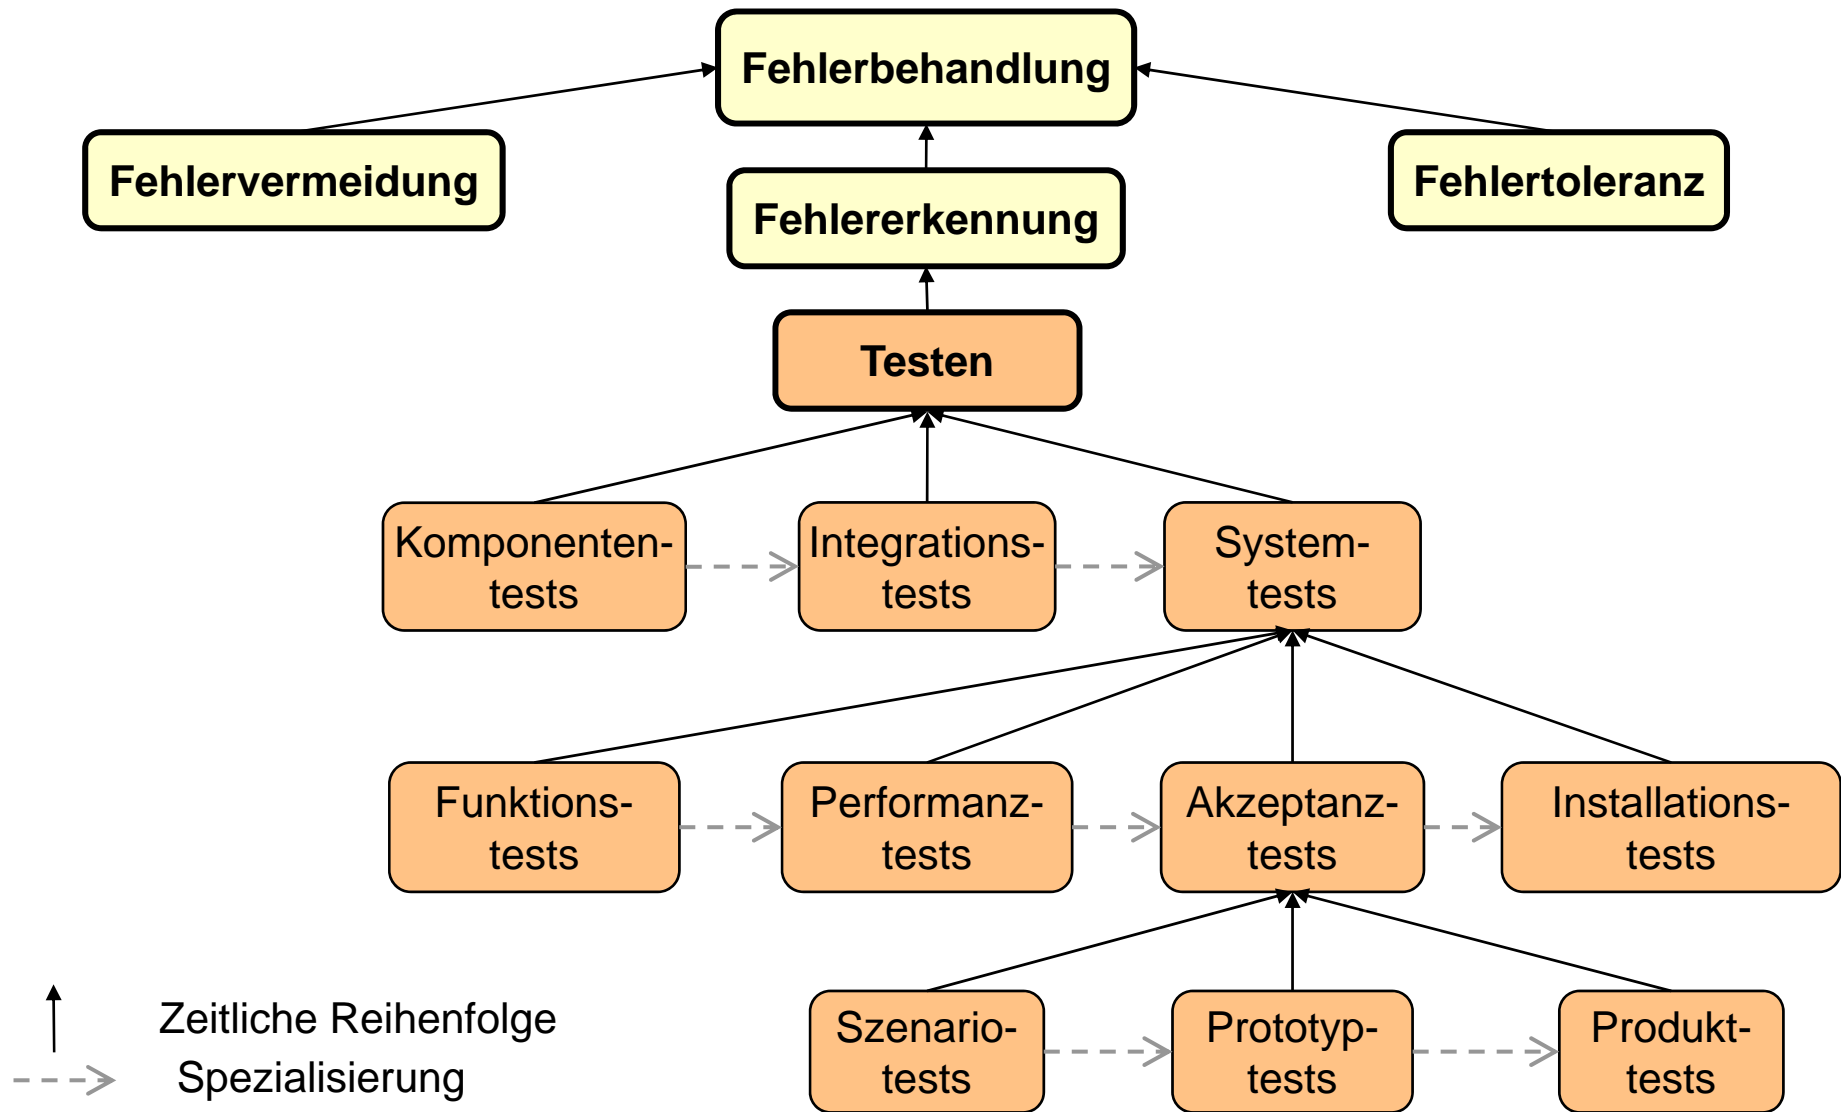 Fehlerbehandlung
Fehlervermeidung
Fehlertoleranz
Fehlererkennung
Testen
Komponenten-
tests
Integrations-
tests
System-
tests
Funktions-
tests
Performanz-
tests
Akzeptanz-
tests
Installations-
tests
Szenario-
tests
Prototyp-
tests
Produkt-
tests
Zeitliche Reihenfolge
Spezialisierung